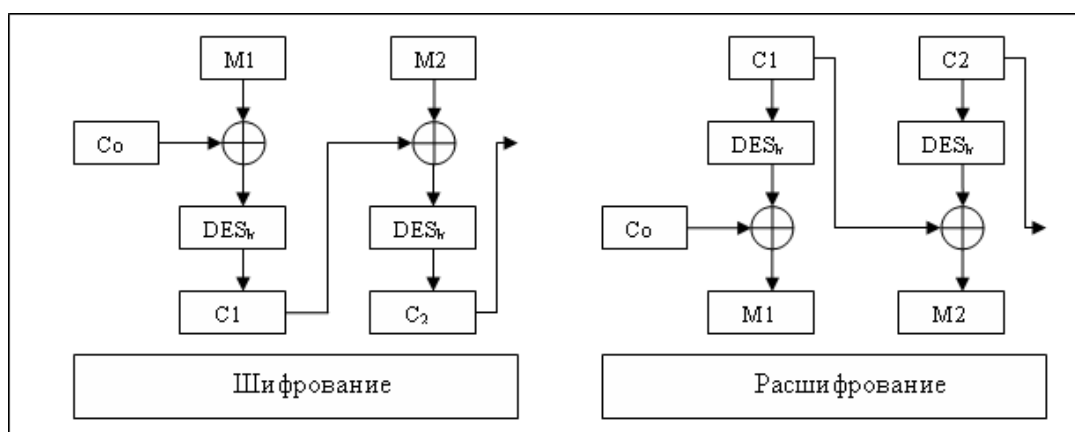 M1
M2
Co
DESk
DESk
C1
C2
Шифрование
C1
C2
DESk
DESk
Co
M1
M2
Расшифрование